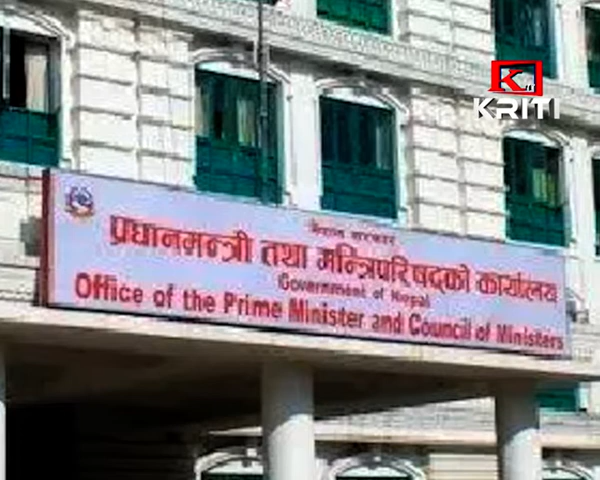 KRITI
नेपाल सरकार
प्रधानमन्त्री तथा मन्त्रिपरिषद्को कार्यालय
Government of Nepal
Office of the Prime Minister and Council of Ministers